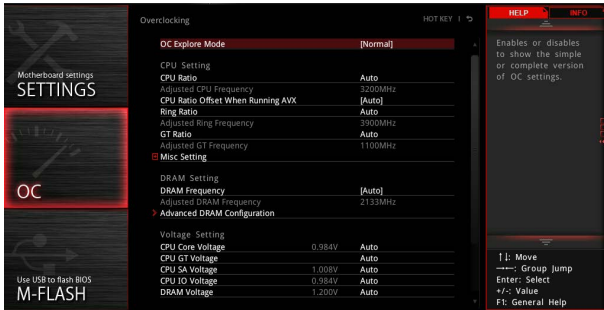 Overclocking
HOT KEY |
HELP
INFO
Motherboard settings
SETTINGS
OC
Use USB to flash BIOS
M-FLASH
OC Explore Mode [Normal]
CPU Setting
CPU Ratio Auto
Adjusted CPU Frequency 3200MHz
CPU Ratio Offset When Running AVX [Auto]
Ring Ratio Auto
Adjusted Ring Frequency 3900MHz
GT Ratio Auto
Adjusted GT Frequency 1100MHz
Misc Setting
DRAM Setting
DRAM Frequency [Auto]
Adjusted DRAM Frequency 2133MHz
Advanced DRAM Configuration
Voltage Setting
CPU Core Voltage 0.984V Auto
CPU GT Voltage Auto
CPU SA Voltage 1.008V Auto
CPU IO Voltage 0.984V Auto
DRAM Voltage 1.200V Auto
Enables or disables
to show the simple
or complete version
of OC settings.
↑↓: Move
→←: Group Jump
Enter: Select
+/-: Value
F1: General Help